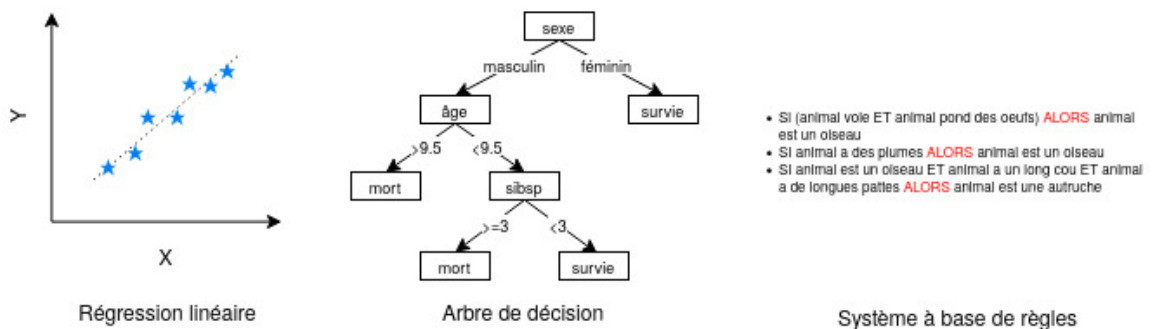 Y
X
Régression linéaire
sexe
masculin
féminin
âge
survie
>9.5
<9.5
mort
sibsp
>=3
<3
mort
survie
Arbre de décision
SI (animal vole ET animal pond des oeufs) ALORS animal
est un oiseau
SI animal a des plumes ALORS animal est un oiseau
SI animal est un oiseau ET animal a un long cou ET animal
a de longues pattes ALORS animal est une autruche
Système à base de règles